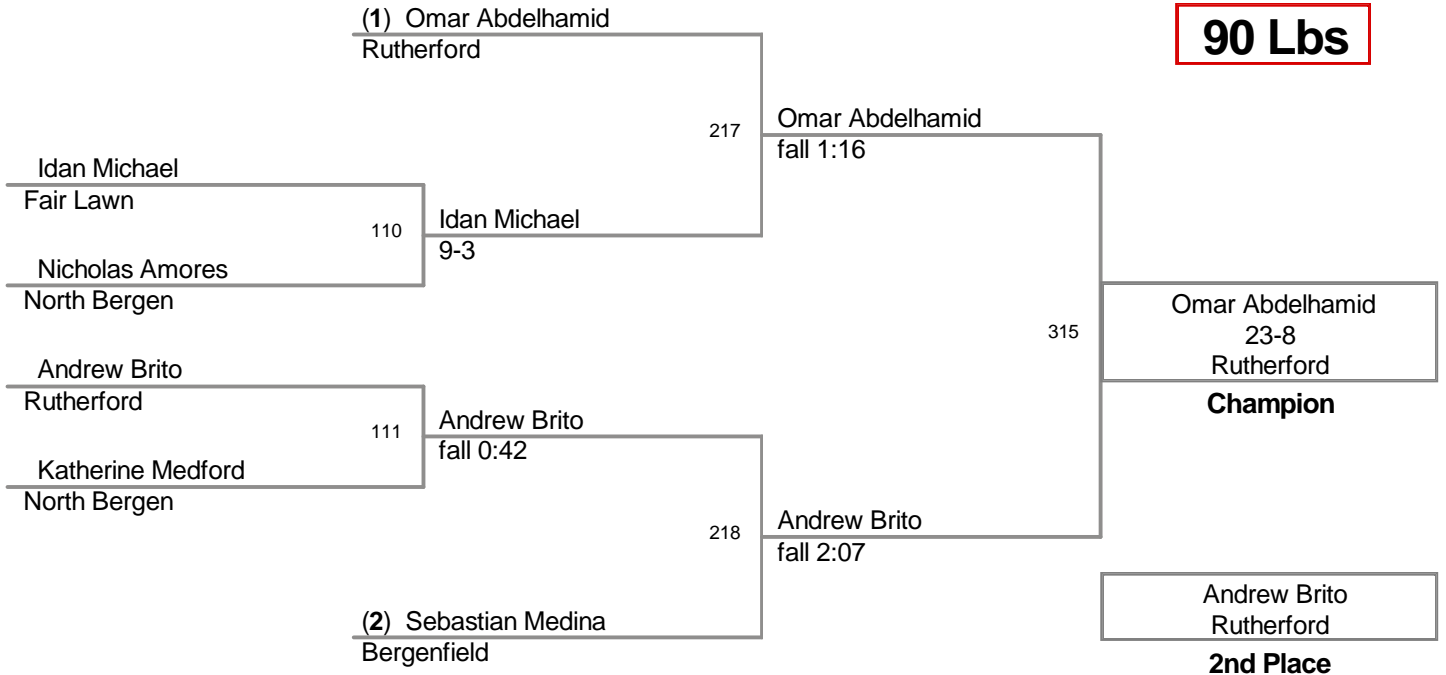 (1) Omar Abdelhamid
Rutherford
90 Lbs
217
Omar Abdelhamid
fall 1:16
Idan Michael
Fair Lawn
110
Idan Michael
9-3
Nicholas Amores
North Bergen
315
Omar Abdelhamid
23-8
Rutherford
Champion
Andrew Brito
Rutherford
111
Andrew Brito
fall 0:42
Katherine Medford
North Bergen
218
Andrew Brito
fall 2:07
(2) Sebastian Medina
Bergenfield
Andrew Brito
Rutherford
2nd Place